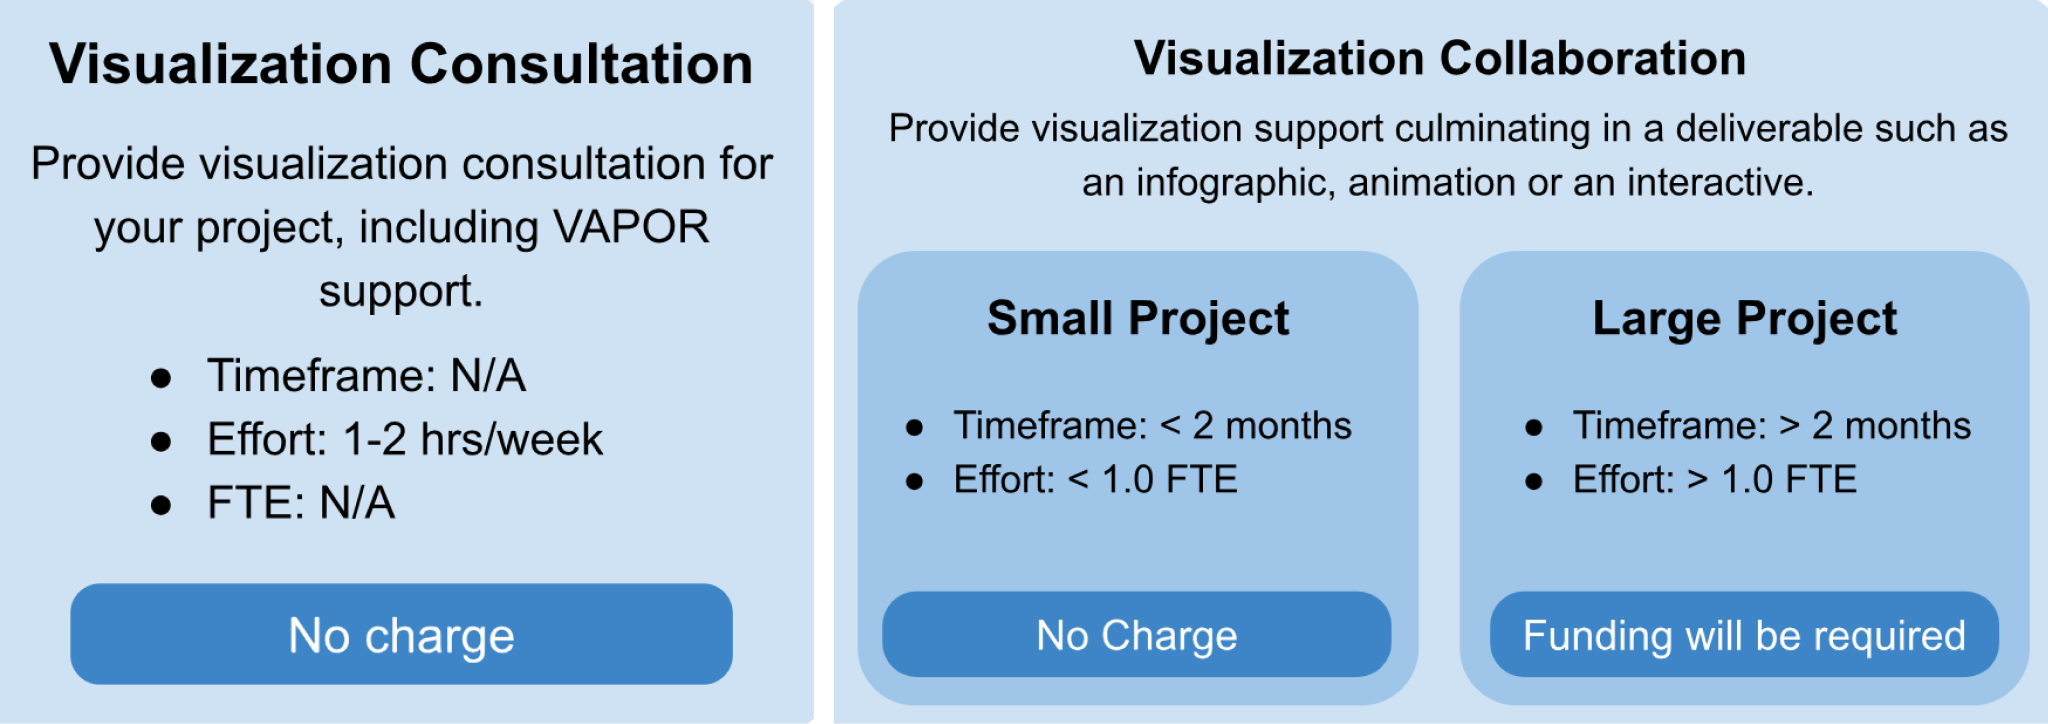 Visualization Consultation
Provide visualization consultation for
your project, including VAPOR
support.
● Timeframe: N/A
● Effort: 1-2 hrs/week
● FTE: N/A
No charge
Visualization Collaboration
Provide visualization support culminating in a deliverable such as
an infographic, animation or an interactive.
Small Project
● Timeframe: < 2 months
● Effort: < 1.0 FTE
No Charge
Large Project
● Timeframe: > 2 months
● Effort: > 1.0 FTE
Funding will be required